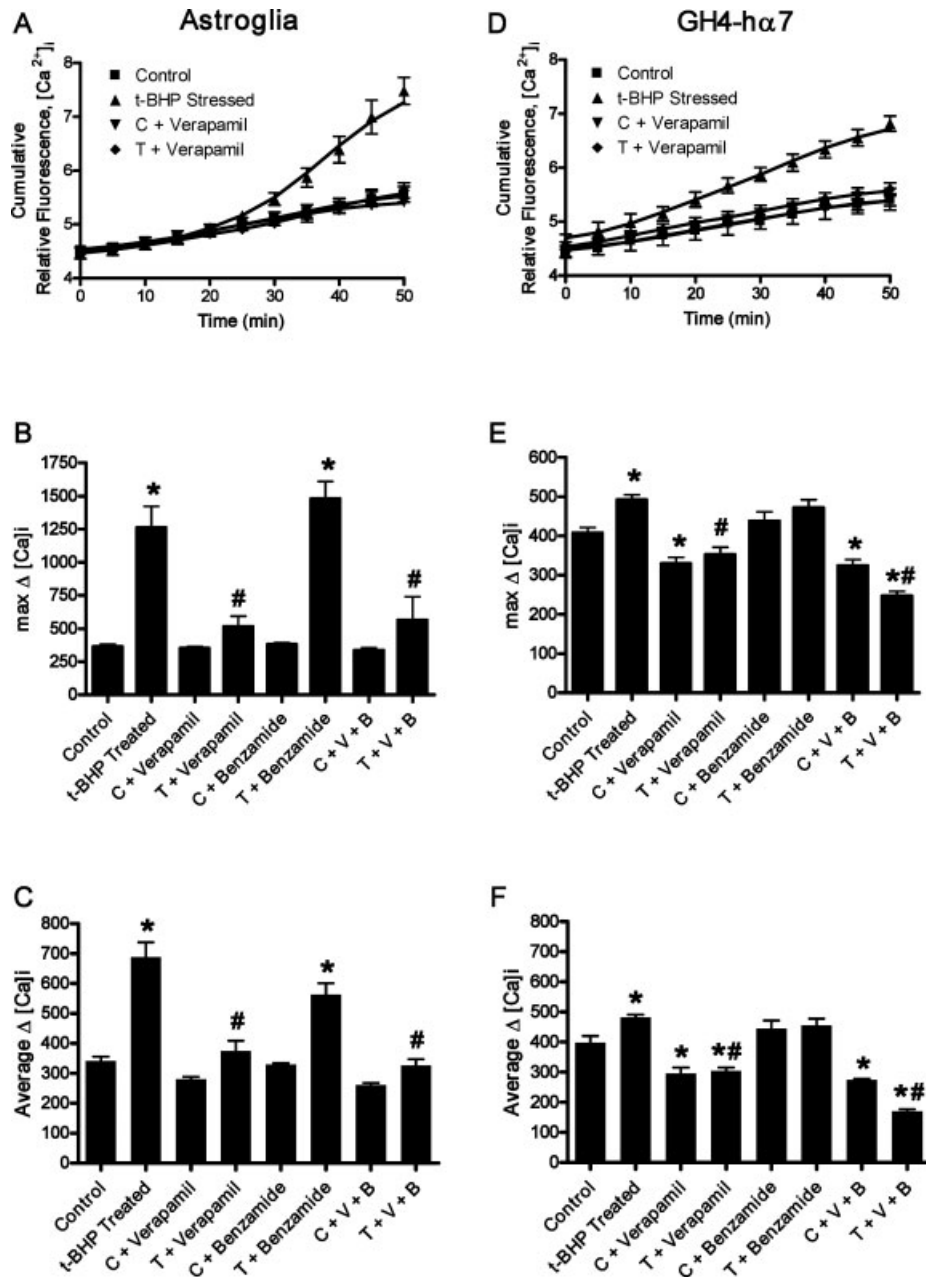 A
Astroglia
Cumulative
Relative Fluorescence, [Ca²⁺]i
8
7
6
5
4
■ Control
▲ t-BHP Stressed
▼ C + Verapamil
◆ T + Verapamil
0 10 20 30 40 50
Time (min)
D
GH4-hα7
Cumulative
Relative Fluorescence, [Ca²⁺]i
8
7
6
5
4
■ Control
▲ t-BHP Stressed
▼ C + Verapamil
◆ T + Verapamil
0 10 20 30 40 50
Time (min)
B
max Δ [Ca]i
1750
1500
1250
1000
750
500
250
0
* # * #
Control
t-BHP Treated
C + Verapamil
T + Verapamil
C + Benzamide
T + Benzamide
C + V + B
T + V + B
E
max Δ [Ca]i
600
500
400
300
200
100
0
* * # * *#
Control
t-BHP Treated
C + Verapamil
T + Verapamil
C + Benzamide
T + Benzamide
C + V + B
T + V + B
C
Average Δ [Ca]i
800
700
600
500
400
300
200
100
0
* # * #
Control
t-BHP Treated
C + Verapamil
T + Verapamil
C + Benzamide
T + Benzamide
C + V + B
T + V + B
F
Average Δ [Ca]i
800
700
600
500
400
300
200
100
0
* * *# * *#
Control
t-BHP Treated
C + Verapamil
T + Verapamil
C + Benzamide
T + Benzamide
C + V + B
T + V + B